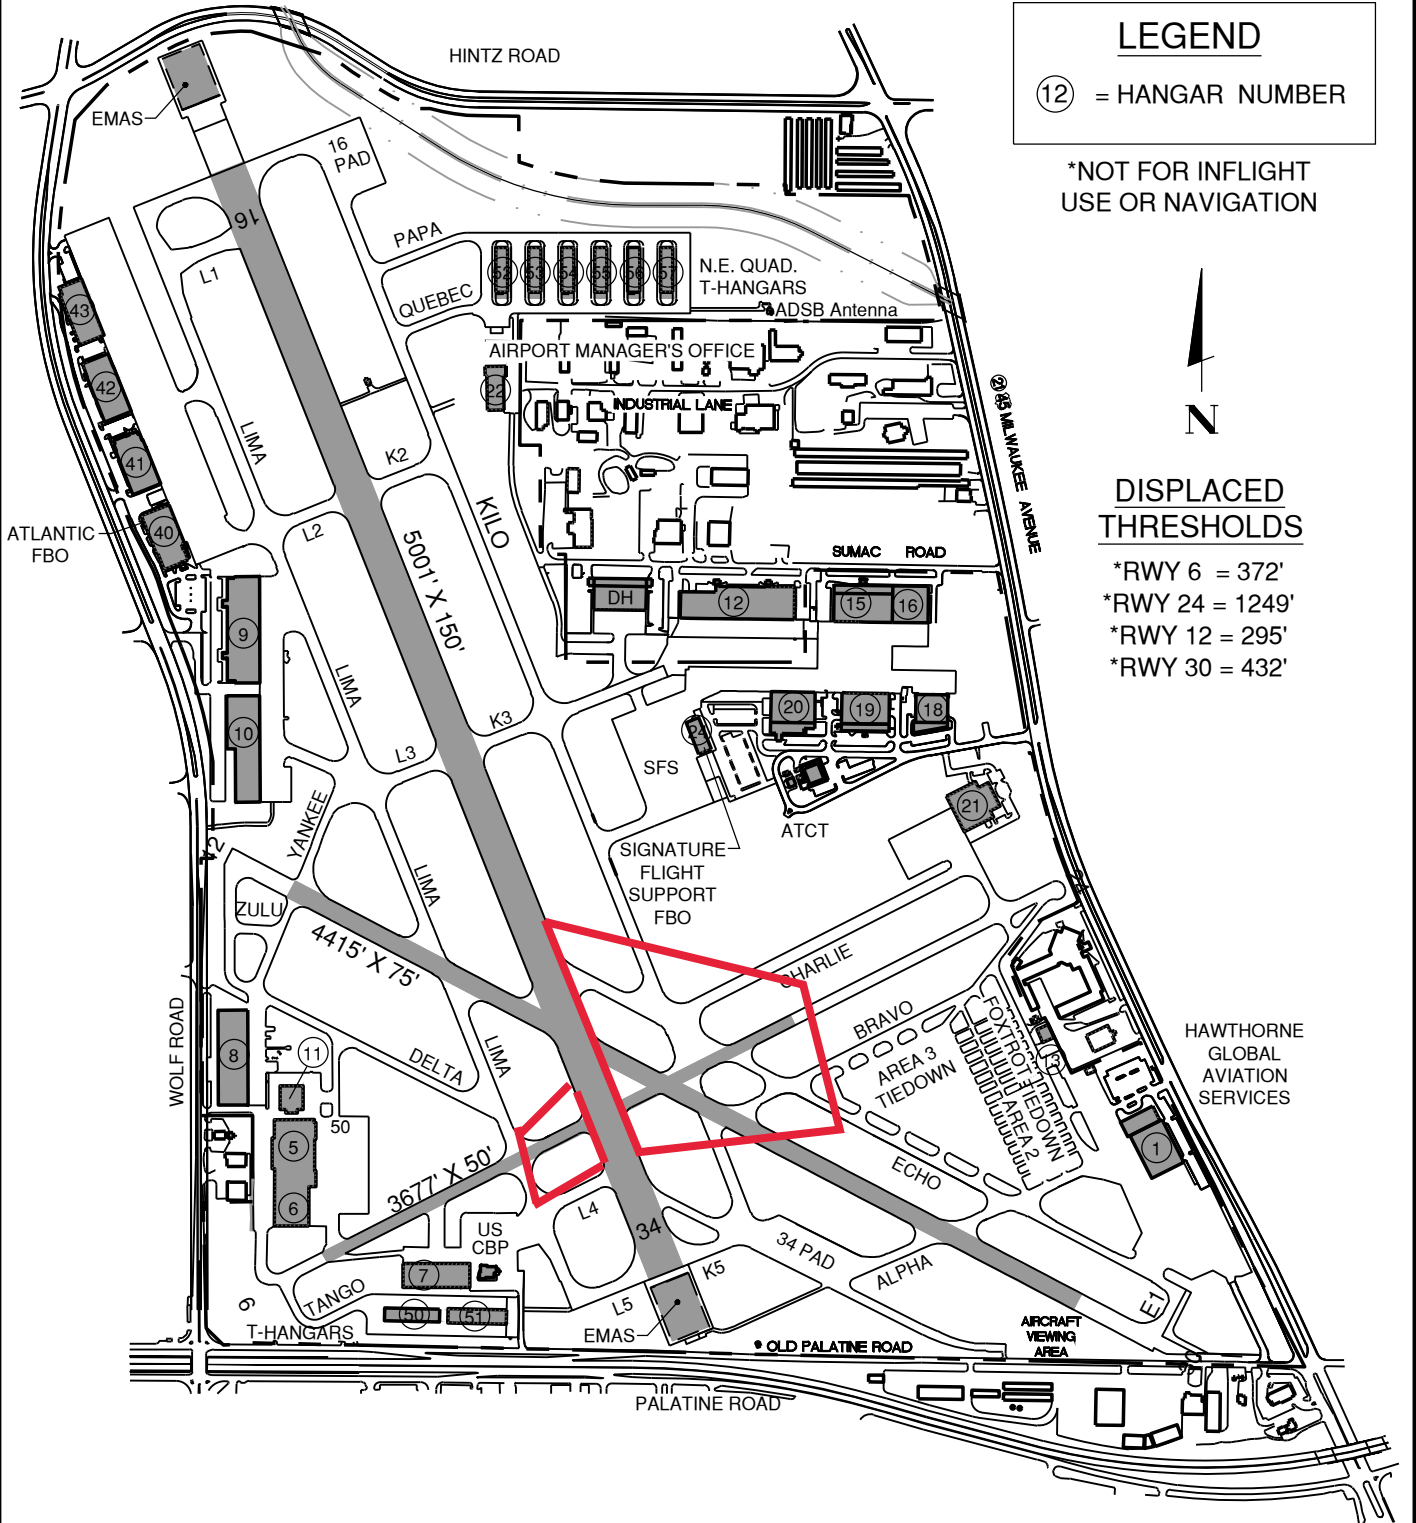 LEGEND
12 = HANGAR NUMBER
*NOT FOR INFLIGHT
USE OR NAVIGATION
N
DISPLACED
THRESHOLDS
*RWY 6 = 372'
*RWY 24 = 1249'
*RWY 12 = 295'
*RWY 30 = 432'
HINTZ ROAD
EMAS
16
PAD
16
PAPA
L1
QUEBEC
52
53
54
55
56
57
N.E. QUAD.
T-HANGARS
ADSB Antenna
43
AIRPORT MANAGER'S OFFICE
42
22
INDUSTRIAL LANE
MILWAUKEE AVENUE
LIMA
K2
41
ATLANTIC
FBO
40
L2
KILO
5001' X 150'
SUMAC ROAD
DH
12
15
16
9
LIMA
10
K3
L3
SFS
24
20
19
18
ATCT
21
YANKEE
12
SIGNATURE
FLIGHT
SUPPORT
FBO
LIMA
ZULU
4415' X 75'
CHARLIE
BRAVO
WOLF ROAD
8
11
DELTA
LIMA
AREA 3
TIEDOWN
FOXTROT TIEDOWN
AREA 2
HAWTHORNE
GLOBAL
AVIATION
SERVICES
50
5
1
3677' X 50'
ECHO
6
L4
34
US
CBP
34 PAD
ALPHA
7
K5
TANGO
6
50
51
L5
E1
T-HANGARS
EMAS
OLD PALATINE ROAD
AIRCRAFT
VIEWING
AREA
PALATINE ROAD